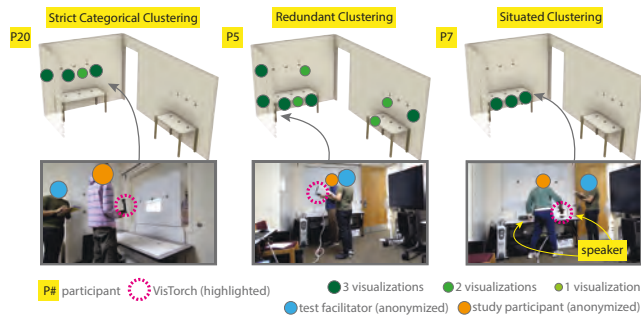 Strict Categorical Clustering
Redundant Clustering
Situated Clustering
P20
P5
P7
speaker
P# participant
VisTorch (highlighted)
3 visualizations
2 visualizations
1 visualization
test facilitator (anonymized)
study participant (anonymized)